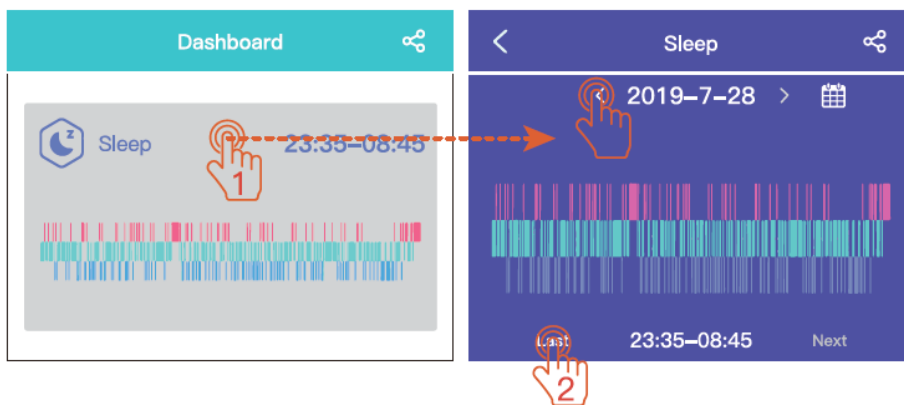 Dashboard
Sleep
23:35–08:45
1
Sleep
< 2019–7–28 >
23:35–08:45
Last
Next
2
z